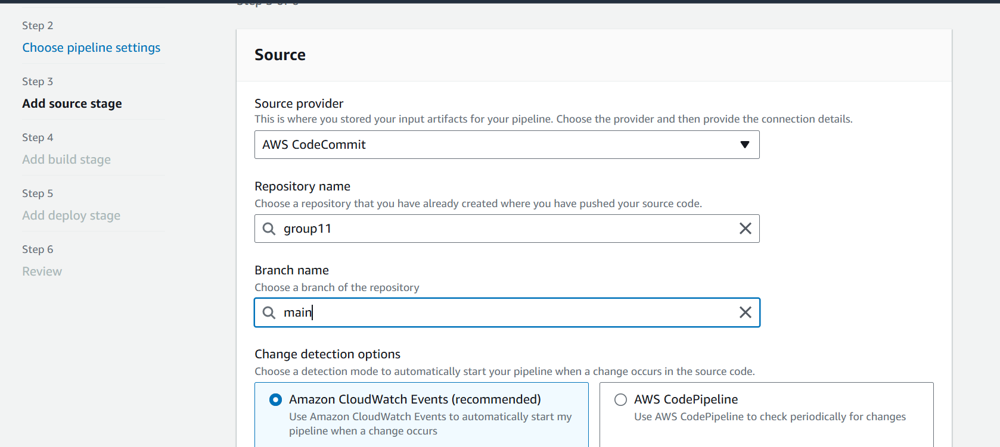 Step 2
Choose pipeline settings
Step 3
Add source stage
Step 4
Add build stage
Step 5
Add deploy stage
Step 6
Review
Source
Source provider
This is where you stored your input artifacts for your pipeline. Choose the provider and then provide the connection details.
AWS CodeCommit
Repository name
Choose a repository that you have already created where you have pushed your source code.
group11
Branch name
Choose a branch of the repository
main
Change detection options
Choose a detection mode to automatically start your pipeline when a change occurs in the source code.
Amazon CloudWatch Events (recommended)
Use Amazon CloudWatch Events to automatically start my
pipeline when a change occurs
AWS CodePipeline
Use AWS CodePipeline to check periodically for changes